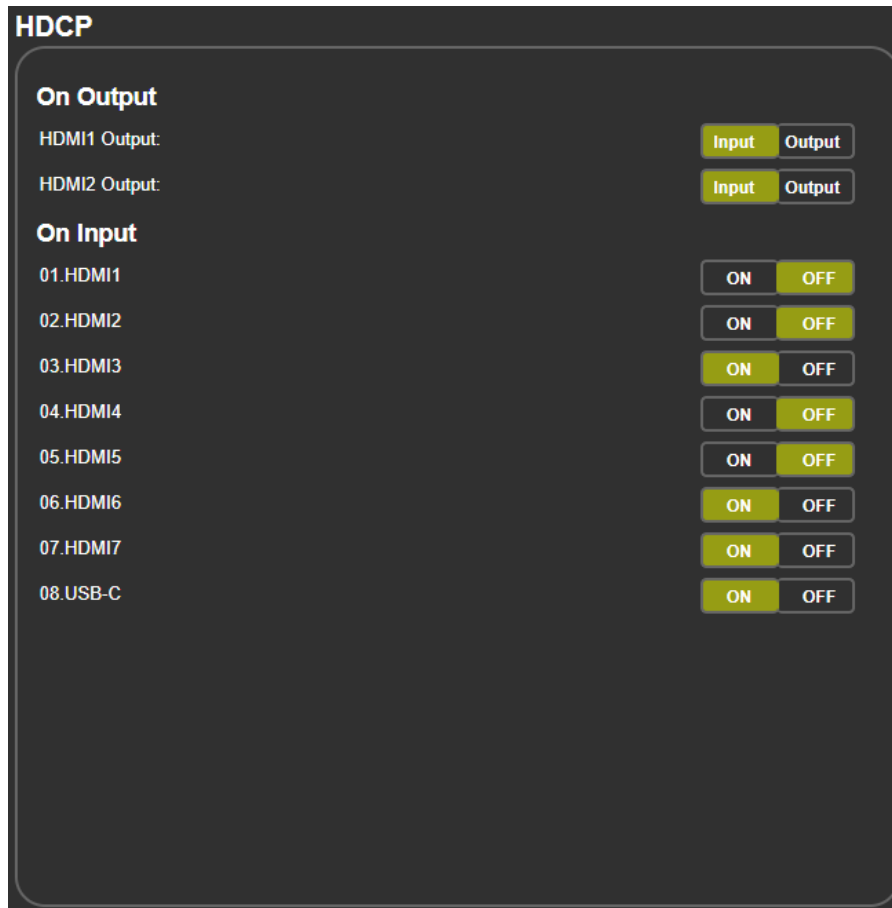 HDCP
On Output
HDMI1 Output: Input Output
HDMI2 Output: Input Output
On Input
01.HDMI1 ON OFF
02.HDMI2 ON OFF
03.HDMI3 ON OFF
04.HDMI4 ON OFF
05.HDMI5 ON OFF
06.HDMI6 ON OFF
07.HDMI7 ON OFF
08.USB-C ON OFF